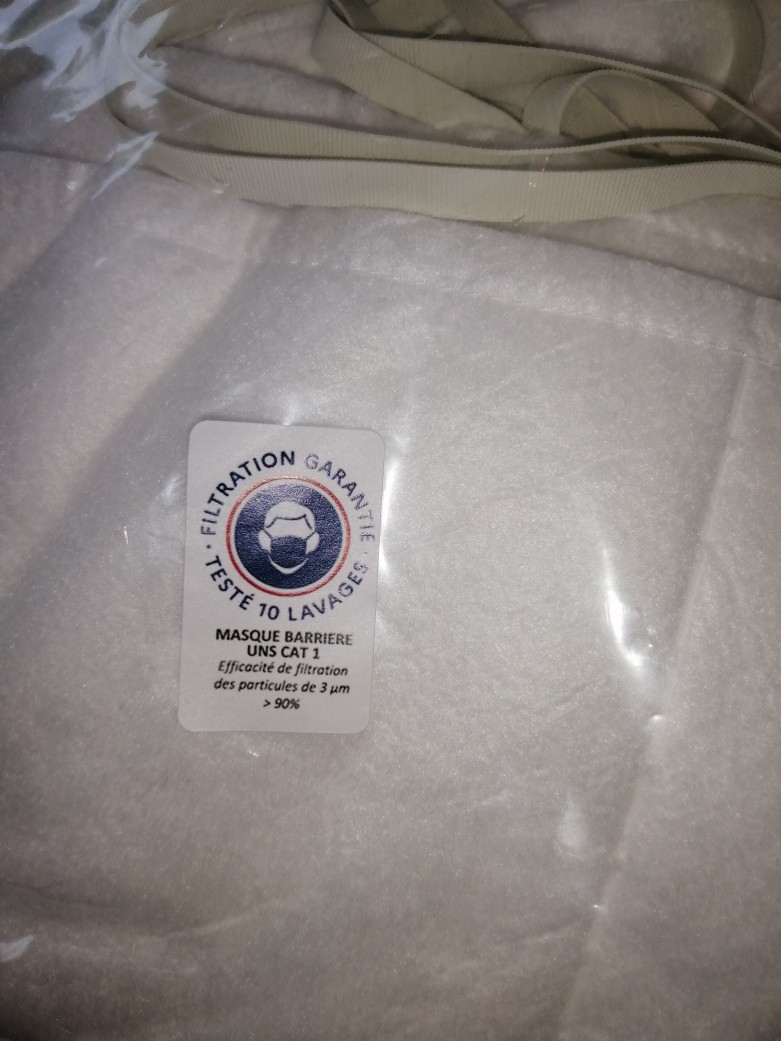 FILTRATION GARANTIE
TESTÉ 10 LAVAGES
MASQUE BARRIERE
UNS CAT 1
Efficacité de filtration
des particules de 3 µm
> 90%